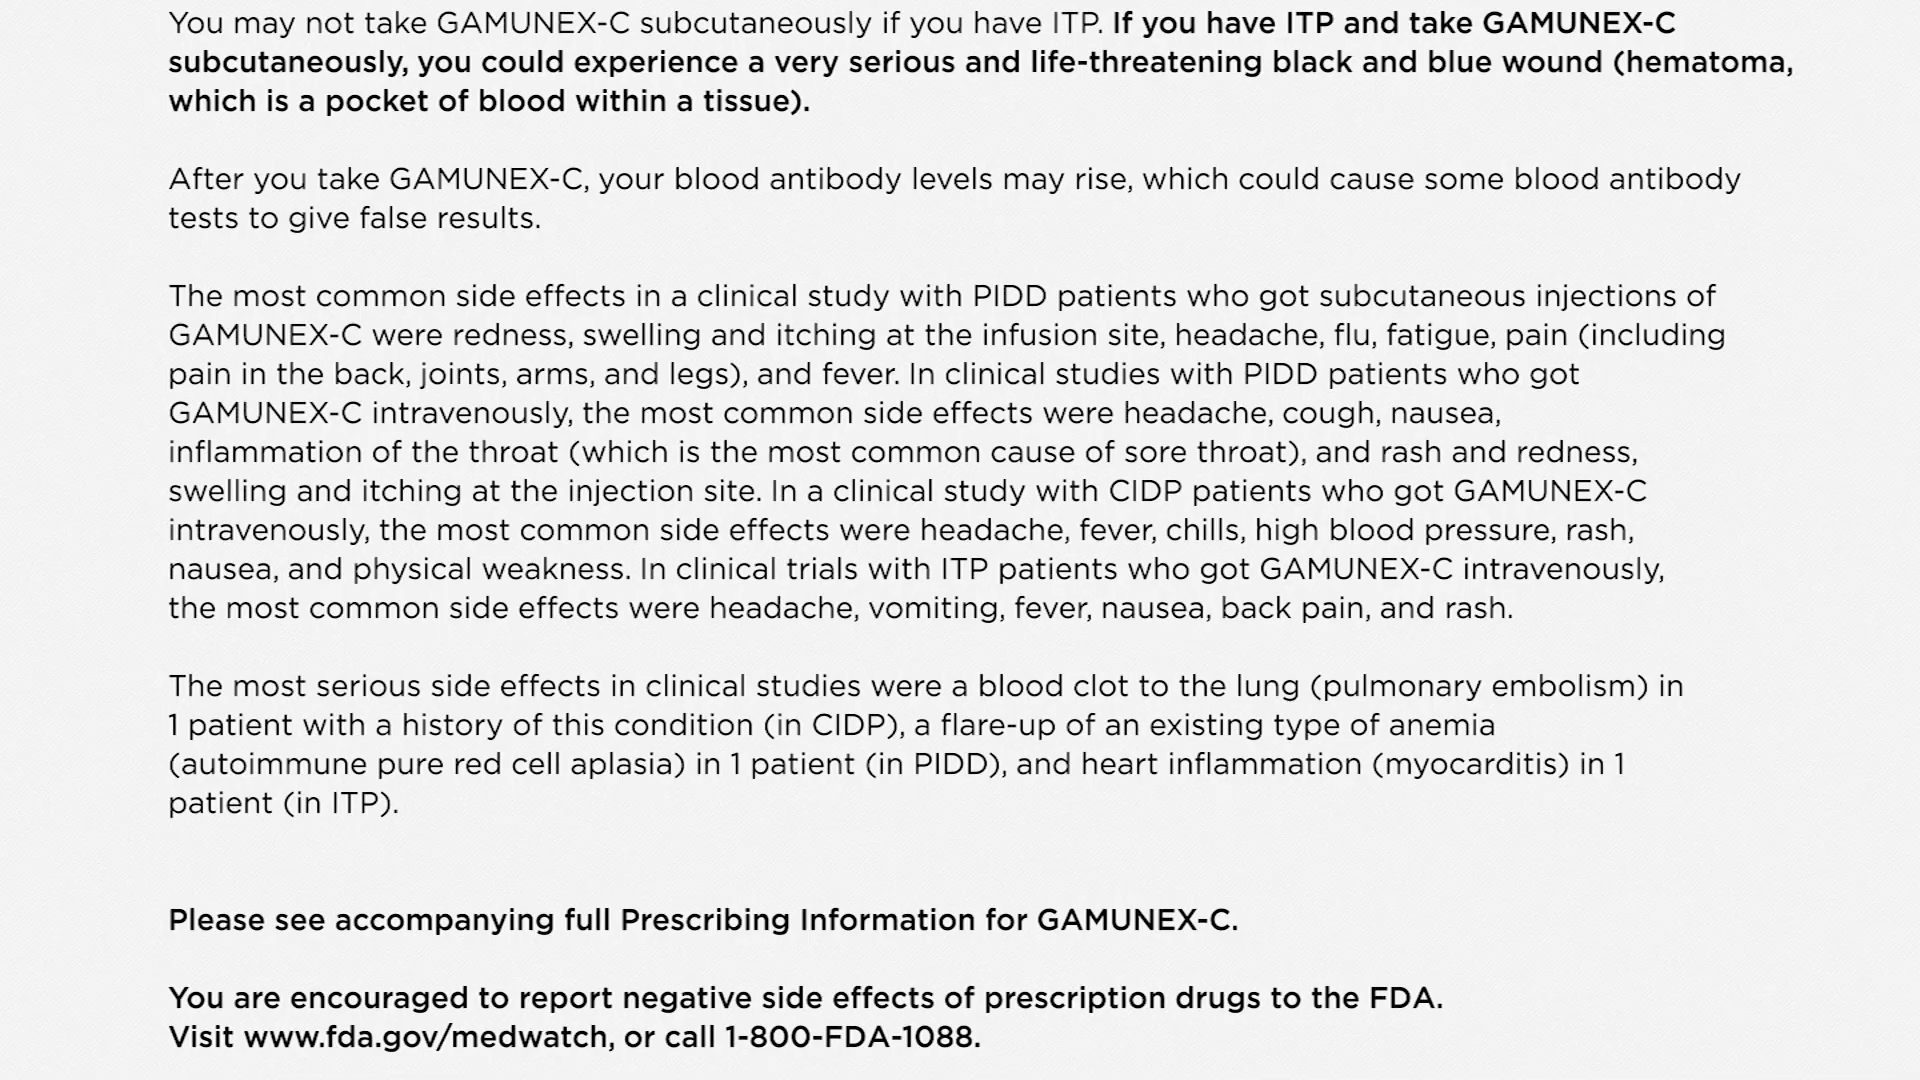 You may not take GAMUNEX-C subcutaneously if you have ITP. If you have ITP and take GAMUNEX-C
subcutaneously, you could experience a very serious and life-threatening black and blue wound (hematoma,
which is a pocket of blood within a tissue).
After you take GAMUNEX-C, your blood antibody levels may rise, which could cause some blood antibody
tests to give false results.
The most common side effects in a clinical study with PIDD patients who got subcutaneous injections of
GAMUNEX-C were redness, swelling and itching at the infusion site, headache, flu, fatigue, pain (including
pain in the back, joints, arms, and legs), and fever. In clinical studies with PIDD patients who got
GAMUNEX-C intravenously, the most common side effects were headache, cough, nausea,
inflammation of the throat (which is the most common cause of sore throat), and rash and redness,
swelling and itching at the injection site. In a clinical study with CIDP patients who got GAMUNEX-C
intravenously, the most common side effects were headache, fever, chills, high blood pressure, rash,
nausea, and physical weakness. In clinical trials with ITP patients who got GAMUNEX-C intravenously,
the most common side effects were headache, vomiting, fever, nausea, back pain, and rash.
The most serious side effects in clinical studies were a blood clot to the lung (pulmonary embolism) in
1 patient with a history of this condition (in CIDP), a flare-up of an existing type of anemia
(autoimmune pure red cell aplasia) in 1 patient (in PIDD), and heart inflammation (myocarditis) in 1
patient (in ITP).
Please see accompanying full Prescribing Information for GAMUNEX-C.
You are encouraged to report negative side effects of prescription drugs to the FDA.
Visit www.fda.gov/medwatch, or call 1-800-FDA-1088.